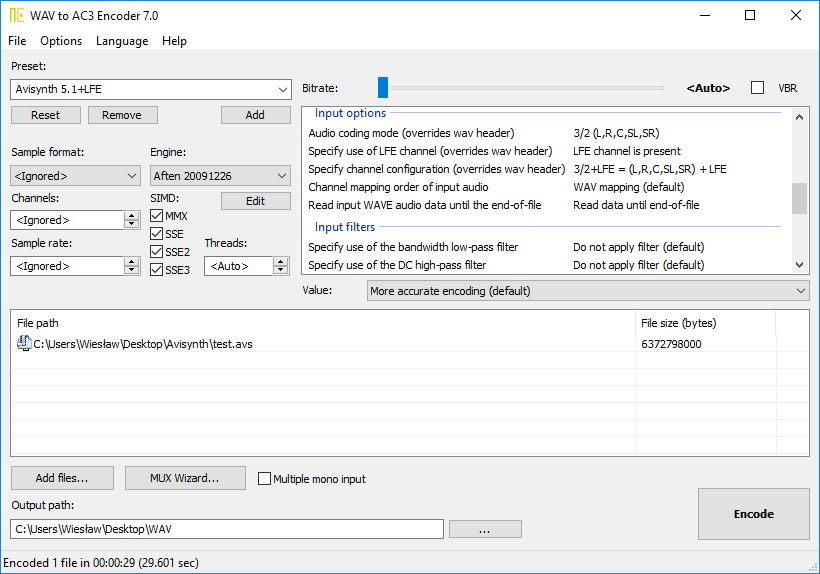 WAV to AC3 Encoder 7.0
File Options Language Help
Preset:
Avisynth 5.1+LFE
Bitrate:
<Auto>
VBR
Reset
Remove
Add
Sample format:
Engine:
<Ignored>
Aften 20091226
Channels:
SIMD:
Edit
<Ignored>
MMX
SSE
Sample rate:
SSE2
Threads:
<Ignored>
SSE3
<Auto>
Input options
Audio coding mode (overrides wav header) 3/2 (L,R,C,SL,SR)
Specify use of LFE channel (overrides wav header) LFE channel is present
Specify channel configuration (overrides wav header) 3/2+LFE = (L,R,C,SL,SR) + LFE
Channel mapping order of input audio WAV mapping (default)
Read input WAVE audio data until the end-of-file Read data until end-of-file
Input filters
Specify use of the bandwidth low-pass filter Do not apply filter (default)
Specify use of the DC high-pass filter Do not apply filter (default)
Value:
More accurate encoding (default)
File path File size (bytes)
C:\Users\Wiesław\Desktop\Avisynth\test.avs 6372798000
Add files...
MUX Wizard...
Multiple mono input
Output path:
C:\Users\Wiesław\Desktop\WAV
...
Encode
Encoded 1 file in 00:00:29 (29.601 sec)